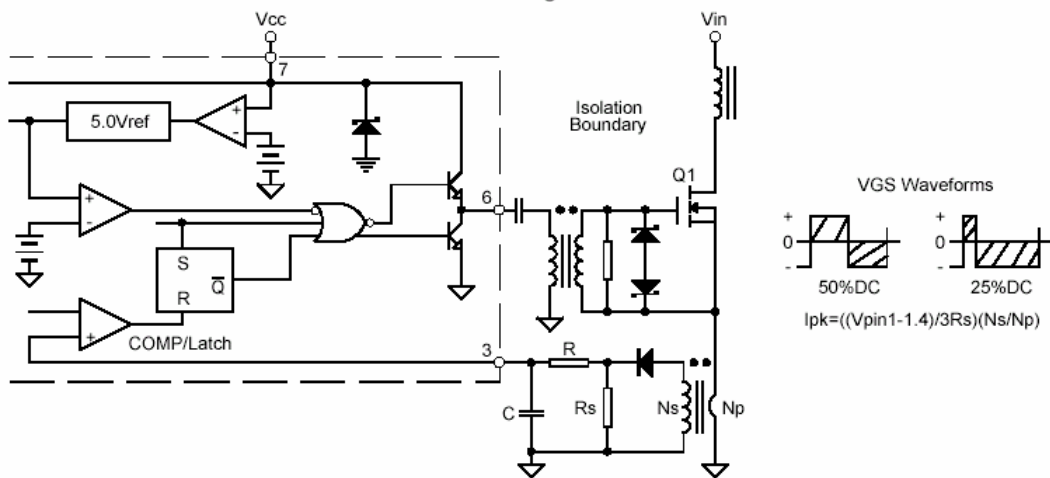 Vcc
Vin
7
5.0Vref
+
-
Isolation
Boundary
Q1
6
VGS Waveforms
+
-
+
0
-
+
0
-
50%DC
25%DC
S
Q
R
Ipk=((Vpin1-1.4)/3Rs)(Ns/Np)
+
COMP/Latch
3
R
C
Rs
Ns
Np